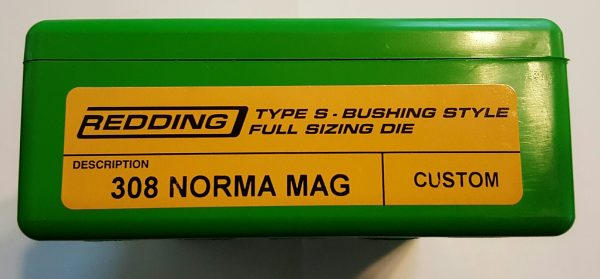 REDDING
TYPE S - BUSHING STYLE
FULL SIZING DIE
DESCRIPTION
308 NORMA MAG
CUSTOM